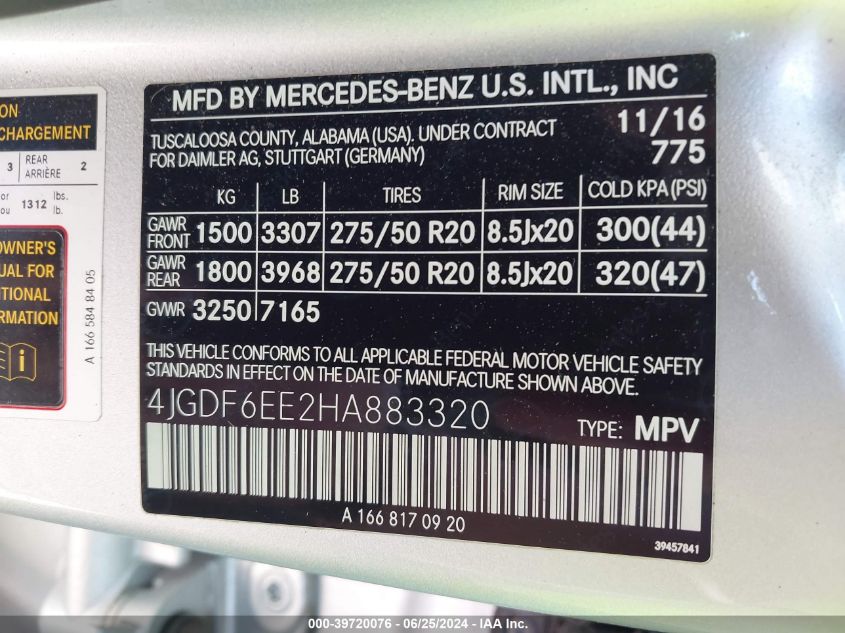 ON
CHARGEMENT
3 REAR ARRIÈRE 2
or
ou 1312 lbs. lb.
OWNER'S
UAL FOR
ITIONAL
ORMATION
A 166 584 84 05
MFD BY MERCEDES-BENZ U.S. INTL., INC
TUSCALOOSA COUNTY, ALABAMA (USA). UNDER CONTRACT 11/16
FOR DAIMLER AG, STUTTGART (GERMANY) 775
KG LB TIRES RIM SIZE COLD KPA (PSI)
GAWR FRONT 1500 3307 275/50 R20 8.5Jx20 300(44)
GAWR REAR 1800 3968 275/50 R20 8.5Jx20 320(47)
GVWR 3250 7165
THIS VEHICLE CONFORMS TO ALL APPLICABLE FEDERAL MOTOR VEHICLE SAFETY
STANDARDS IN EFFECT ON THE DATE OF MANUFACTURE SHOWN ABOVE.
4JGDF6EE2HA883320 TYPE: MPV
A 166 817 09 20
39457841
000-39720076 - 06/25/2024 - IAA Inc.